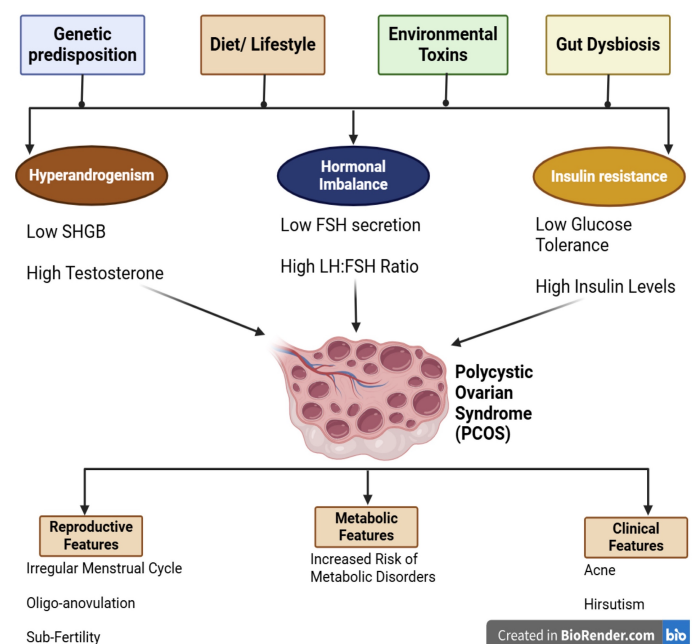 Genetic
predisposition
Diet/ Lifestyle
Environmental
Toxins
Gut Dysbiosis
Hyperandrogenism
Hormonal
Imbalance
Insulin resistance
Low SHGB
High Testosterone
Low FSH secretion
High LH:FSH Ratio
Low Glucose
Tolerance
High Insulin Levels
Polycystic
Ovarian
Syndrome
(PCOS)
Reproductive
Features
Irregular Menstrual Cycle
Oligo-anovulation
Sub-Fertility
Metabolic
Features
Increased Risk of
Metabolic Disorders
Clinical
Features
Acne
Hirsutism
Created in BioRender.com bio